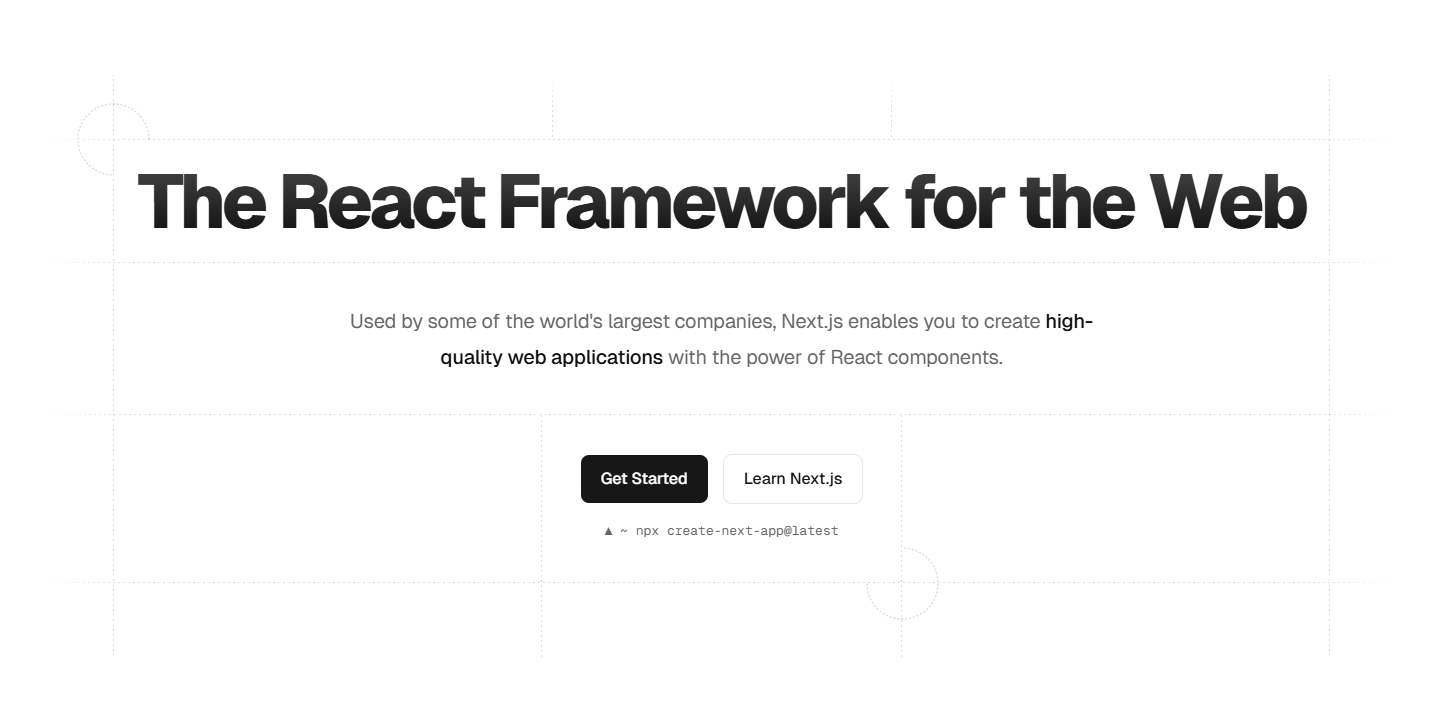 The React Framework for the Web
Used by some of the world's largest companies, Next.js enables you to create high-
quality web applications with the power of React components.
Get Started
Learn Next.js
▲ ~ npx create-next-app@latest